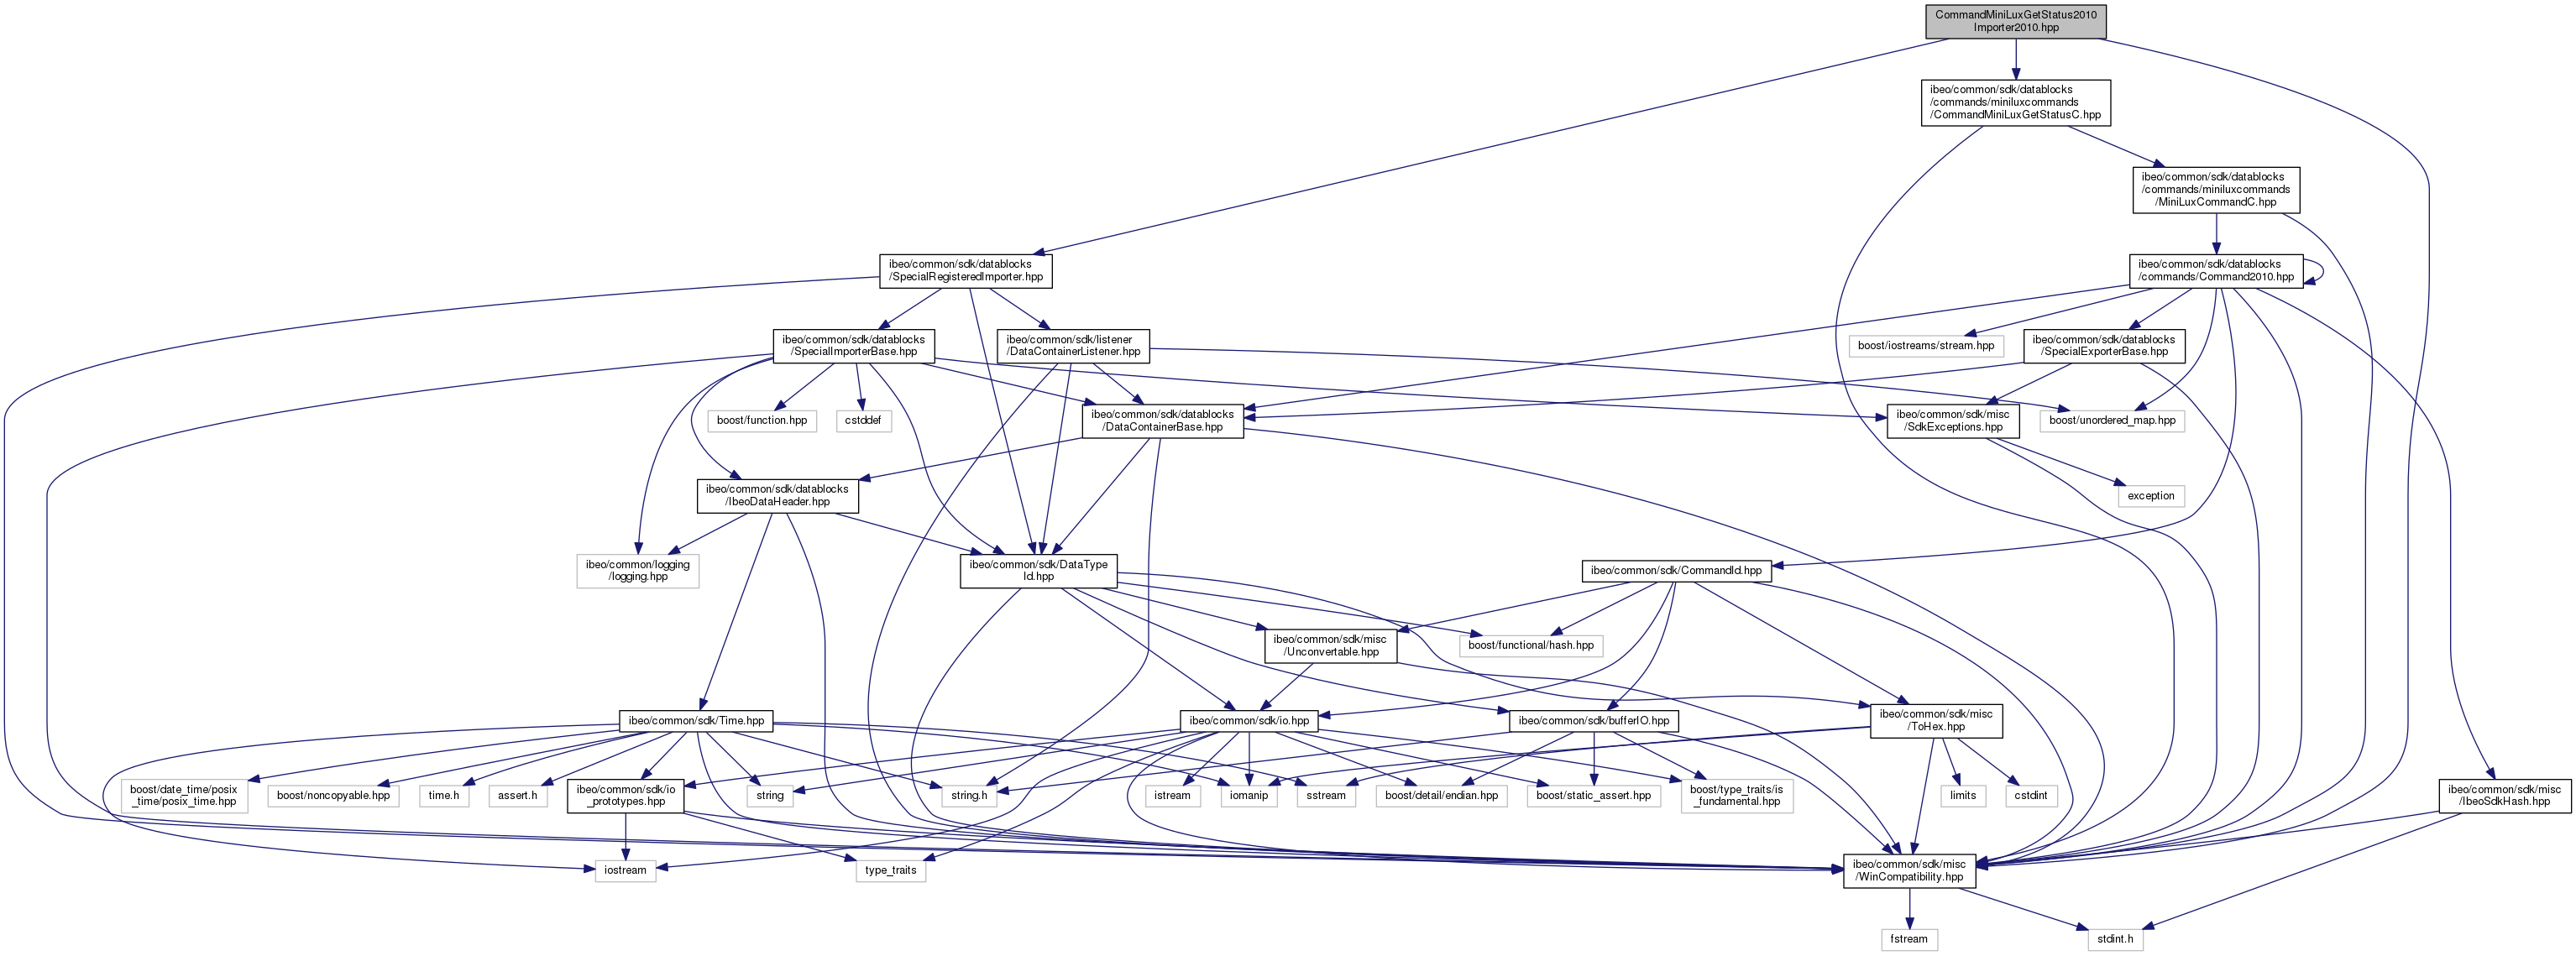 CommandMiniLuxGetStatus2010
Importer2010.hpp
ibeo/common/sdk/datablocks
/commands/miniluxcommands
/CommandMiniLuxGetStatusC.hpp
ibeo/common/sdk/datablocks
/commands/miniluxcommands
/MiniLuxCommandC.hpp
ibeo/common/sdk/datablocks
/SpecialRegisteredImporter.hpp
ibeo/common/sdk/datablocks
/commands/Command2010.hpp
ibeo/common/sdk/datablocks
/SpecialImporterBase.hpp
ibeo/common/sdk/listener
/DataContainerListener.hpp
boost/iostreams/stream.hpp
ibeo/common/sdk/datablocks
/SpecialExporterBase.hpp
boost/function.hpp
cstddef
ibeo/common/sdk/datablocks
/DataContainerBase.hpp
ibeo/common/sdk/misc
/SdkExceptions.hpp
boost/unordered_map.hpp
ibeo/common/sdk/datablocks
/IbeoDataHeader.hpp
exception
ibeo/common/logging
/logging.hpp
ibeo/common/sdk/DataType
Id.hpp
ibeo/common/sdk/CommandId.hpp
ibeo/common/sdk/misc
/Unconvertable.hpp
boost/functional/hash.hpp
ibeo/common/sdk/Time.hpp
ibeo/common/sdk/io.hpp
ibeo/common/sdk/bufferIO.hpp
ibeo/common/sdk/misc
/ToHex.hpp
boost/date_time/posix
_time/posix_time.hpp
boost/noncopyable.hpp
time.h
assert.h
ibeo/common/sdk/io
_prototypes.hpp
string
string.h
istream
iomanip
sstream
boost/detail/endian.hpp
boost/static_assert.hpp
boost/type_traits/is
_fundamental.hpp
limits
cstdint
ibeo/common/sdk/misc
/IbeoSdkHash.hpp
iostream
type_traits
ibeo/common/sdk/misc
/WinCompatibility.hpp
fstream
stdint.h